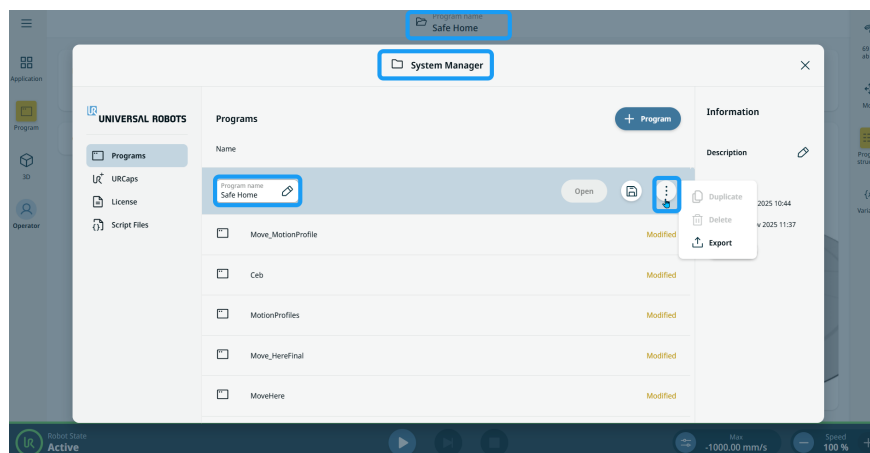 Program name
Safe Home
Application
Program
3D
Operator
System Manager
UR
UNIVERSAL ROBOTS
Programs
URCaps
License
Script Files
Programs
+ Program
Name
Program name
Safe Home
Open
Move_MotionProfile
Modified
Ceb
Modified
MotionProfiles
Modified
Move_HereFinal
Modified
MoveHere
Modified
Information
Description
2025 10:44
2025 11:37
Duplicate
Delete
Export
UR
Robot State
Active
Max
-1000.00 mm/s
Speed
100 %